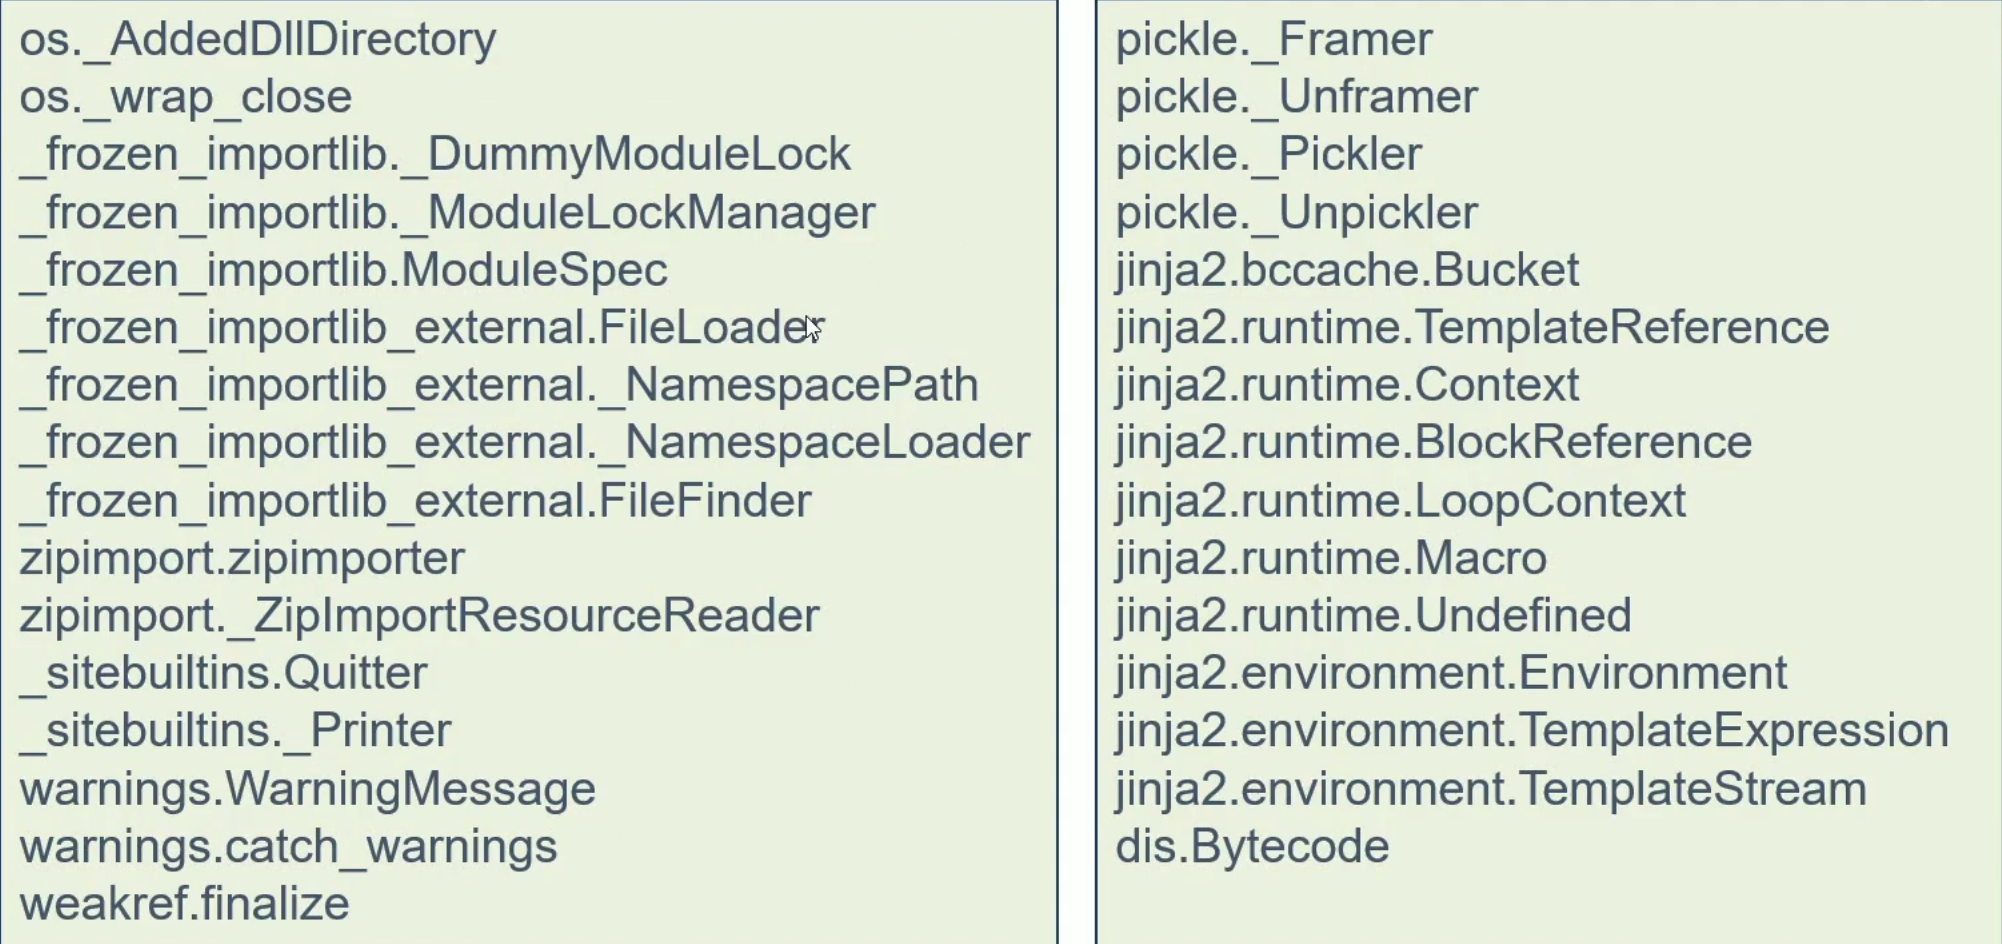 os._AddedDllDirectory
os._wrap_close
_frozen_importlib._DummyModuleLock
_frozen_importlib._ModuleLockManager
_frozen_importlib.ModuleSpec
_frozen_importlib_external.FileLoader
_frozen_importlib_external._NamespacePath
_frozen_importlib_external._NamespaceLoader
_frozen_importlib_external.FileFinder
zipimport.zipimporter
zipimport._ZipImportResourceReader
_sitebuiltins.Quitter
_sitebuiltins._Printer
warnings.WarningMessage
warnings.catch_warnings
weakref.finalize
pickle._Framer
pickle._Unframer
pickle._Pickler
pickle._Unpickler
jinja2.bccache.Bucket
jinja2.runtime.TemplateReference
jinja2.runtime.Context
jinja2.runtime.BlockReference
jinja2.runtime.LoopContext
jinja2.runtime.Macro
jinja2.runtime.Undefined
jinja2.environment.Environment
jinja2.environment.TemplateExpression
jinja2.environment.TemplateStream
dis.Bytecode